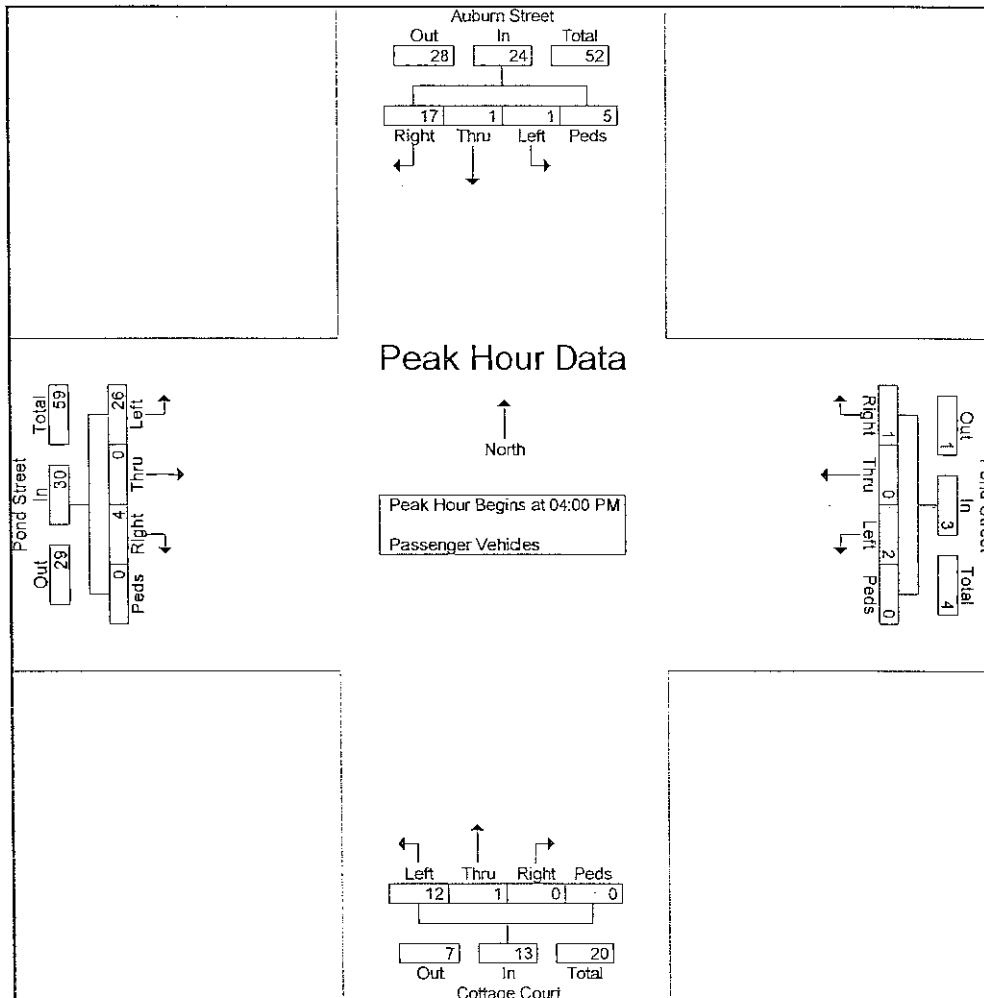 Auburn Street
Out In Total
28 24 52
17 1 1 5
Right Thru Left Peds
Peak Hour Data
North
Peak Hour Begins at 04:00 PM
Passenger Vehicles
Pond Street
Out In Total
29 30 59
26 0 4 0
Left Thru Right Peds
Right Thru Left Peds
1 0 2 0
Out In Total
1 3 4
Street
Left Thru Right Peds
12 1 0 0
7 13 20
Out In Total
Cottage Court